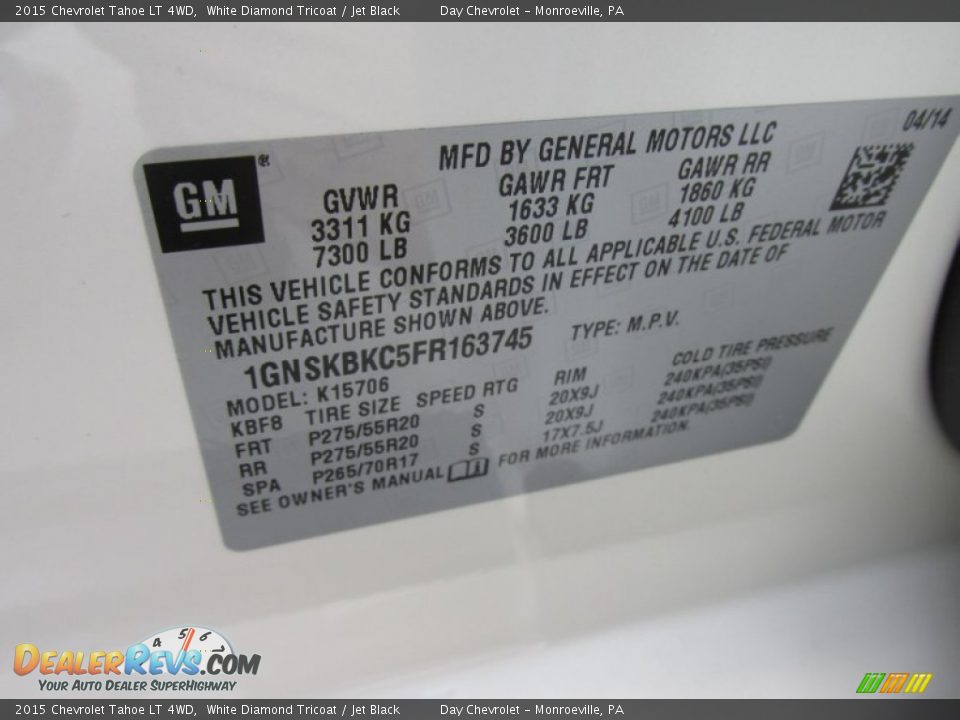 2015 Chevrolet Tahoe LT 4WD, White Diamond Tricoat / Jet Black Day Chevrolet - Monroeville, PA
04/14
MFD BY GENERAL MOTORS LLC
GM®
GVWR GAWR FRT GAWR RR
3311 KG 1633 KG 1860 KG
7300 LB 3600 LB 4100 LB
THIS VEHICLE CONFORMS TO ALL APPLICABLE U.S. FEDERAL MOTOR
VEHICLE SAFETY STANDARDS IN EFFECT ON THE DATE OF
MANUFACTURE SHOWN ABOVE.
1GNSKBKC5FR163745 TYPE: M.P.V.
MODEL: K15706
KBF8 TIRE SIZE SPEED RTG RIM COLD TIRE PRESSURE
FRT P275/55R20 S 20X9J 240KPA(35PSI)
RR P275/55R20 S 20X9J 240KPA(35PSI)
SPA P265/70R17 S 17X7.5J 240KPA(35PSI)
SEE OWNER'S MANUAL FOR MORE INFORMATION.
4 5 6 7
DEALERREVS.COM
YOUR AUTO DEALER SUPERHIGHWAY
2015 Chevrolet Tahoe LT 4WD, White Diamond Tricoat / Jet Black Day Chevrolet - Monroeville, PA